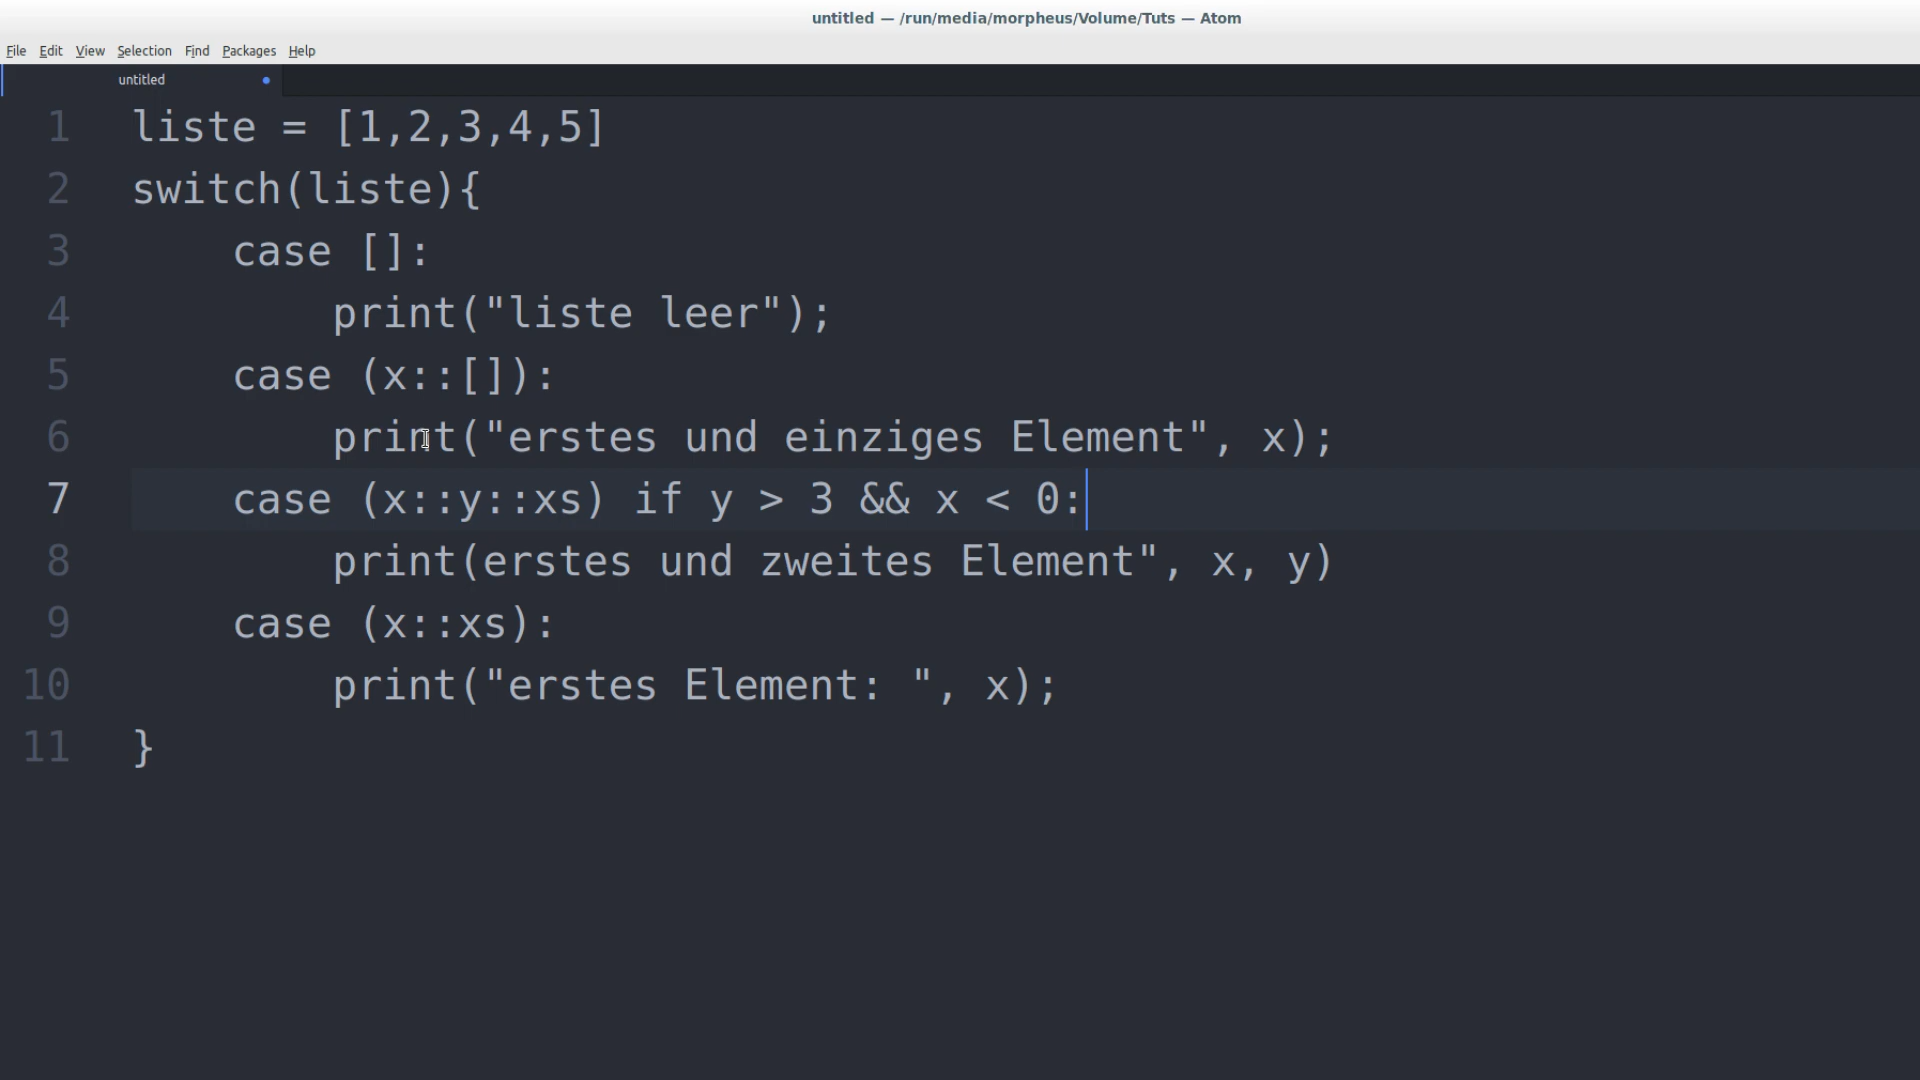 untitled — /run/media/morpheus/Volume/Tuts — Atom
File Edit View Selection Find Packages Help
untitled
1 liste = [1,2,3,4,5]
2 switch(liste){
3 case []:
4 print("liste leer");
5 case (x::[]):
6 print("erstes und einziges Element", x);
7 case (x::y::xs) if y > 3 && x < 0:
8 print(erstes und zweites Element", x, y)
9 case (x::xs):
10 print("erstes Element: ", x);
11 }